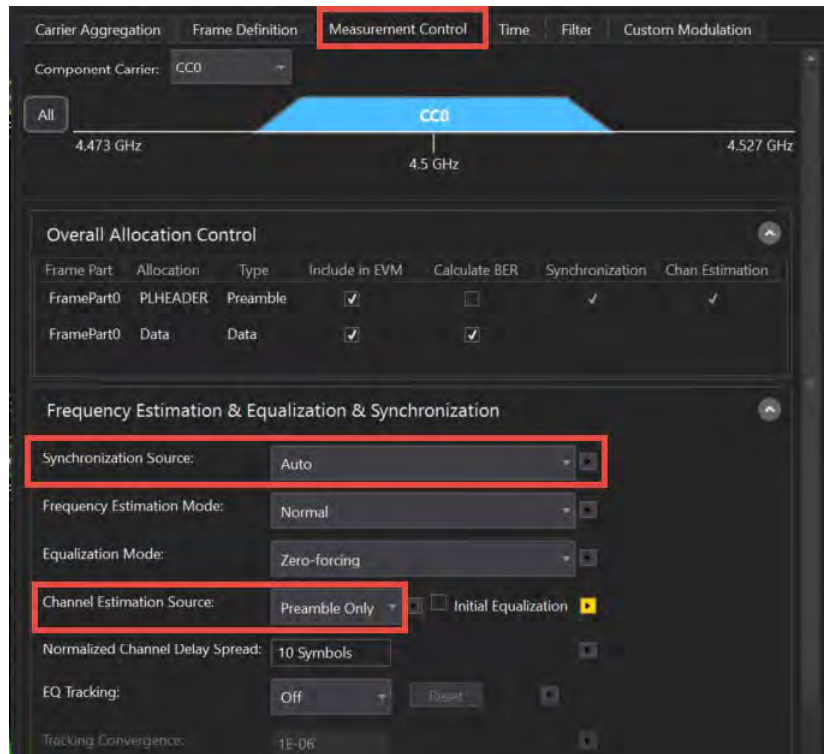 Carrier Aggregation Frame Definition Measurement Control Time Filter Custom Modulation
Component Carrier: CC0
All
CC0
4.473 GHz 4.5 GHz 4.527 GHz
Overall Allocation Control
Frame Part Allocation Type Include in EVM Calculate BER Synchronization Chan Estimation
FramePart0 PLHEADER Preamble
FramePart0 Data Data
Frequency Estimation & Equalization & Synchronization
Synchronization Source: Auto
Frequency Estimation Mode: Normal
Equalization Mode: Zero-forcing
Channel Estimation Source: Preamble Only Initial Equalization
Normalized Channel Delay Spread: 10 Symbols
EQ Tracking: Off Reset
Tracking Convergence: 1E-06